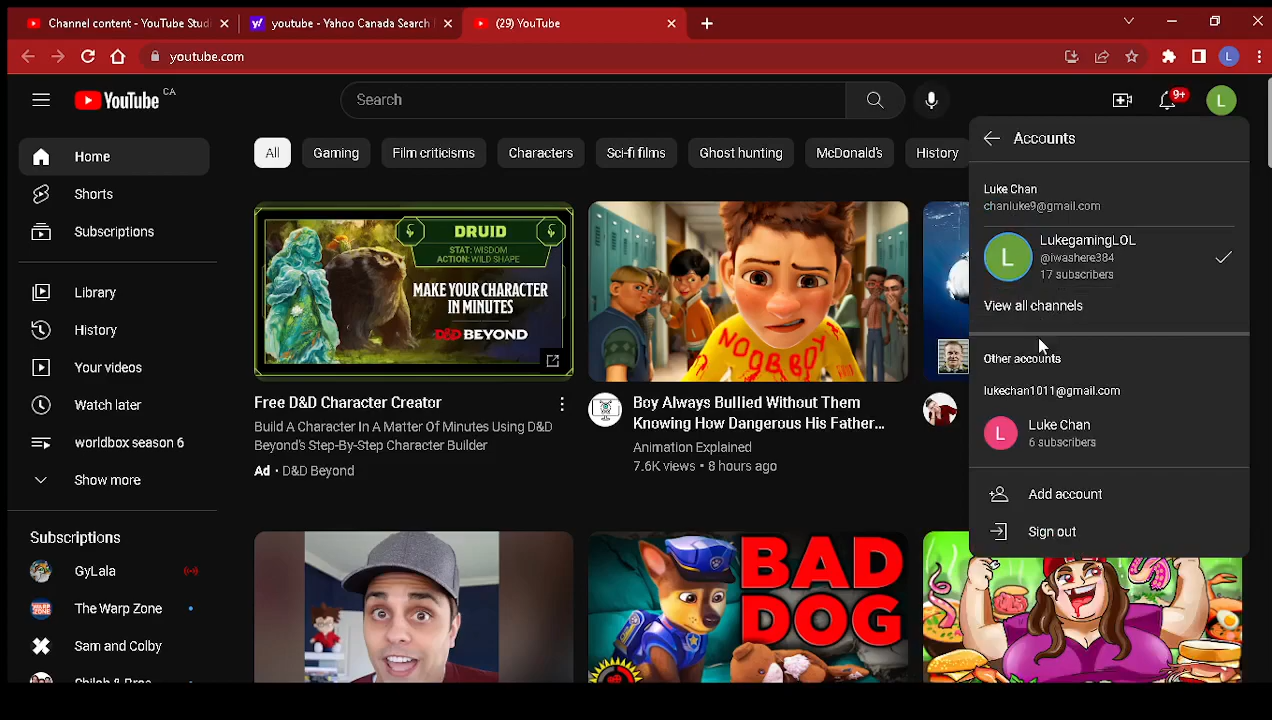 Channel content - YouTube Studi
youtube - Yahoo Canada Search
(29) YouTube
youtube.com
L
YouTube CA
Search
9+
L
Home
Shorts
Subscriptions
Library
History
Your videos
Watch later
worldbox season 6
Show more
Subscriptions
GyLala
The Warp Zone
Sam and Colby
All
Gaming
Film criticisms
Characters
Sci-fi films
Ghost hunting
McDonald's
History
DRUID
STAT: WISDOM
ACTION: WILD SHAPE
MAKE YOUR CHARACTER
IN MINUTES
D&D BEYOND
Free D&D Character Creator
Build A Character In A Matter Of Minutes Using D&D
Beyond's Step-By-Step Character Builder
Ad • D&D Beyond
NOOB BOY
Boy Always Bullied Without Them
Knowing How Dangerous His Father...
Animation Explained
7.6K views • 8 hours ago
BAD
DOG
Accounts
Luke Chan
chanluke9@gmail.com
L
LukegamingLOL
@iwashere384
17 subscribers
View all channels
Other accounts
lukechan1011@gmail.com
L
Luke Chan
6 subscribers
Add account
Sign out